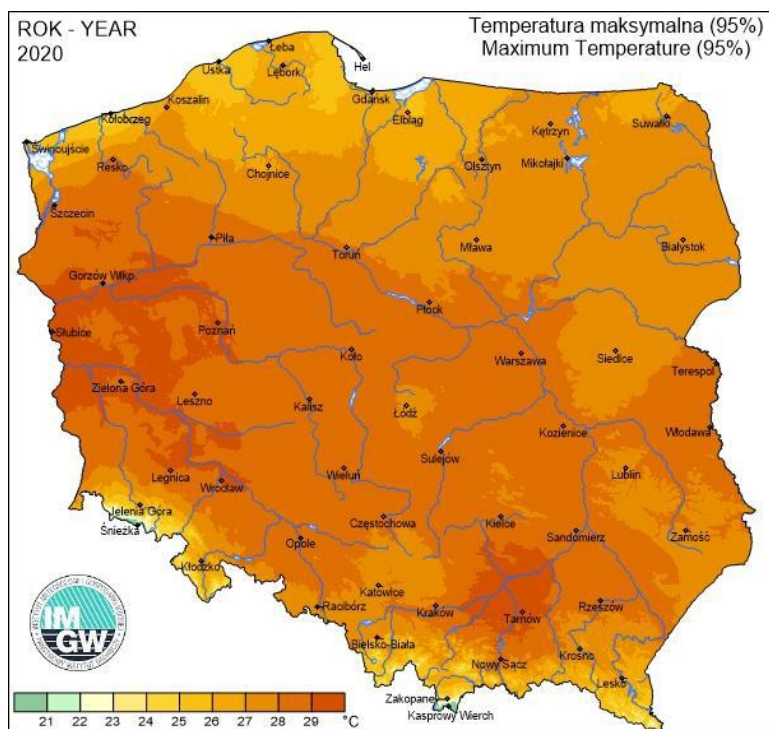 ROK - YEAR
2020
Temperatura maksymalna (95%)
Maximum Temperature (95%)
Łeba
Hel
Ustka
Lębork
Gdańsk
Koszalin
Kołobrzeg
Elbląg
Suwałki
Kętrzyn
Świnoujście
Resko
Chojnice
Olsztyn
Mikołajki
Szczecin
Piła
Toruń
Mława
Białystok
Gorzów Wlkp.
Płock
Słubice
Poznań
Koło
Warszawa
Siedlce
Terespol
Zielona Góra
Leszno
Kalisz
Łódź
Kozienice
Włodawa
Sulejów
Legnica
Wrocław
Wieluń
Lublin
Jelenia Góra
Śnieżka
Częstochowa
Kielce
Sandomierz
Zamość
Opole
Kłodzko
Katowice
Racibórz
Kraków
Tarnów
Rzeszów
Bielsko-Biała
Nowy Sącz
Krosno
Lesko
Zakopane
Kasprowy Wierch
IM
GW
21 22 23 24 25 26 27 28 29 °C